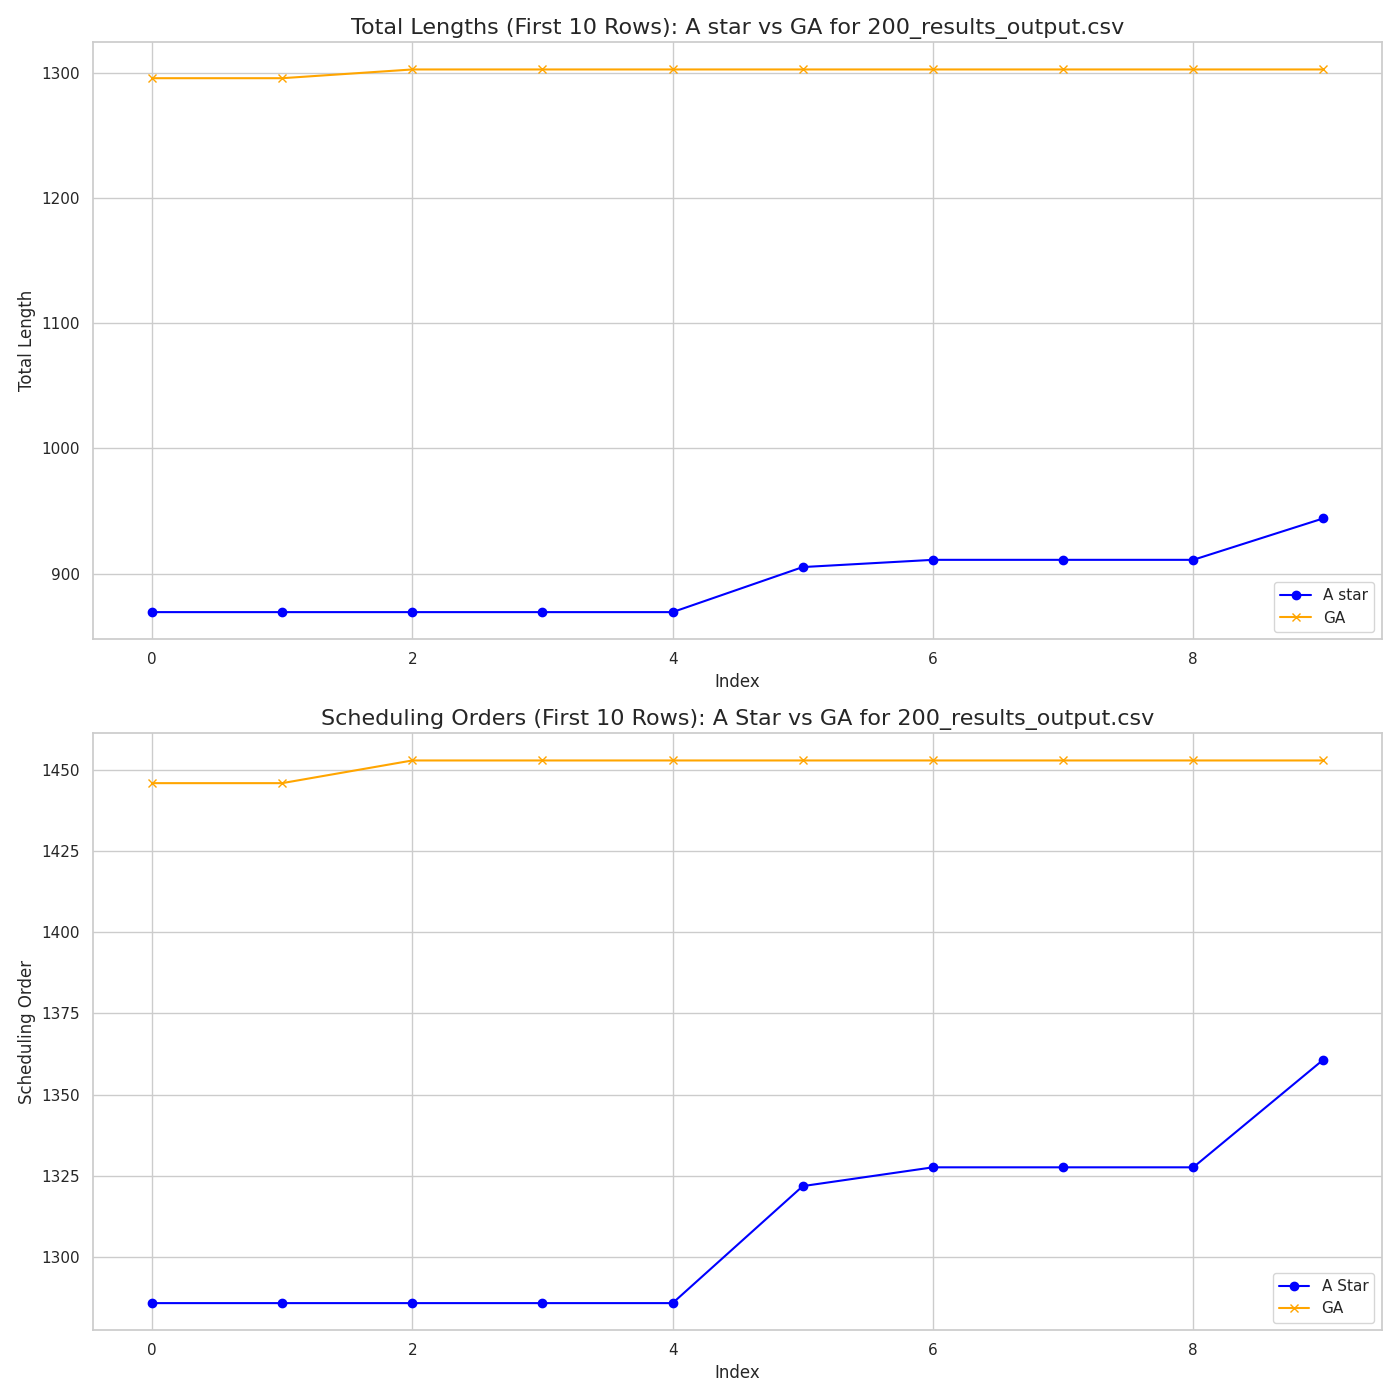 Total Lengths (First 10 Rows): A star vs GA for 200_results_output.csv
1300
1200
1100
1000
900
Total Length
0 2 4 6 8
Index
A star
GA
Scheduling Orders (First 10 Rows): A Star vs GA for 200_results_output.csv
1450
1425
1400
1375
1350
1325
1300
Scheduling Order
0 2 4 6 8
Index
A Star
GA